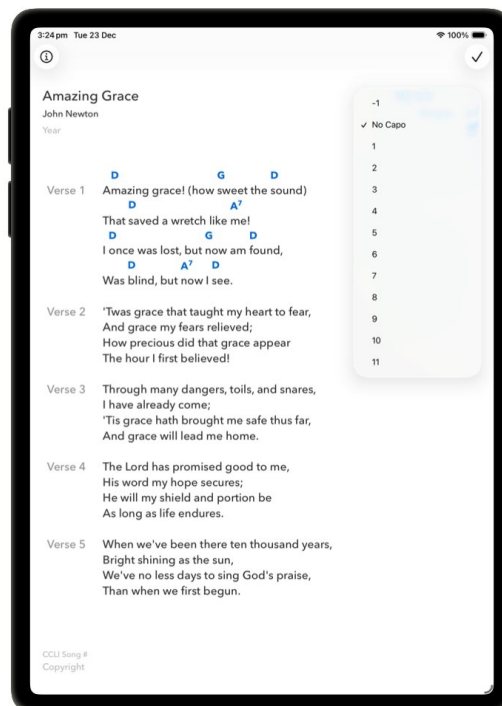 3:24 pm Tue 23 Dec
100%
Amazing Grace
John Newton
Year
D G D
Verse 1 Amazing grace! (how sweet the sound)
D A7
That saved a wretch like me!
D G D
I once was lost, but now am found,
D A7 D
Was blind, but now I see.
Verse 2 'Twas grace that taught my heart to fear,
And grace my fears relieved;
How precious did that grace appear
The hour I first believed!
Verse 3 Through many dangers, toils, and snares,
I have already come;
'Tis grace hath brought me safe thus far,
And grace will lead me home.
Verse 4 The Lord has promised good to me,
His word my hope secures;
He will my shield and portion be
As long as life endures.
Verse 5 When we've been there ten thousand years,
Bright shining as the sun,
We've no less days to sing God's praise,
Than when we first begun.
CCLI Song #
Copyright
-1
✓ No Capo
1
2
3
4
5
6
7
8
9
10
11